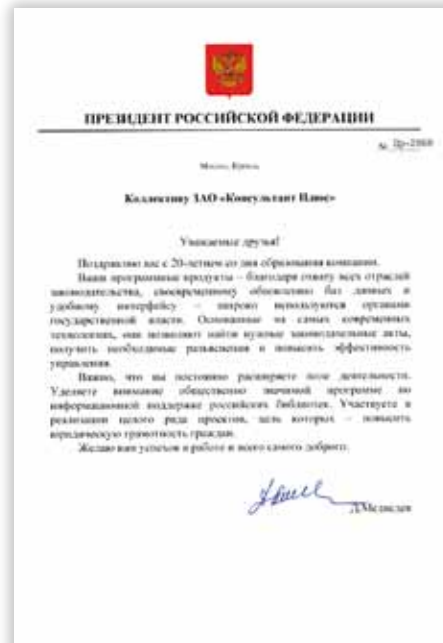 ПРЕЗИДЕНТ РОССИЙСКОЙ ФЕДЕРАЦИИ
№ Пр-2860
Москва, Кремль
Коллективу ЗАО «Консультант Плюс»
Уважаемые друзья!
Поздравляю вас с 20-летием со дня образования компании.
Ваши программные продукты – благодаря охвату всех отраслей
законодательства, своевременному обновлению баз данных и
удобному интерфейсу – широко используются органами
государственной власти. Основанные на самых современных
технологиях, они позволяют найти нужные законодательные акты,
получить необходимые разъяснения и повысить эффективность
управления.
Важно, что вы постоянно расширяете поле деятельности.
Уделяете внимание общественно значимой программе по
информационной поддержке российских библиотек. Участвуете в
реализации целого ряда проектов, цель которых – повысить
юридическую грамотность граждан.
Желаю вам успехов в работе и всего самого доброго.
Д.Медведев